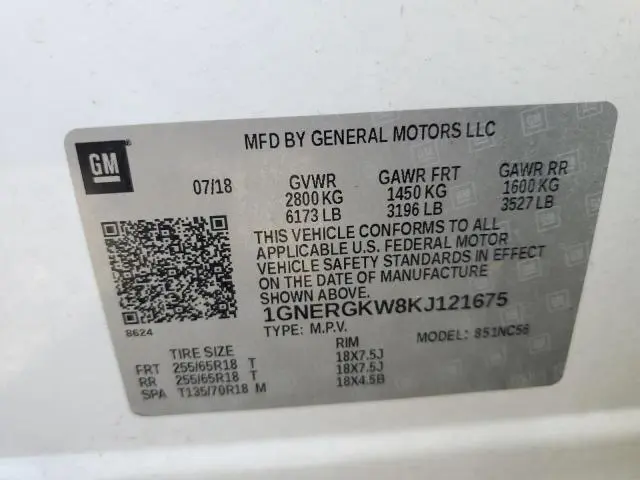 GM
MFD BY GENERAL MOTORS LLC
07/18 GVWR GAWR FRT GAWR RR
2800 KG 1450 KG 1600 KG
6173 LB 3196 LB 3527 LB
THIS VEHICLE CONFORMS TO ALL
APPLICABLE U.S. FEDERAL MOTOR
VEHICLE SAFETY STANDARDS IN EFFECT
ON THE DATE OF MANUFACTURE
SHOWN ABOVE.
8624
1GNERGKW8KJ121675
TYPE: M.P.V. MODEL: 851NC56
TIRE SIZE RIM
FRT 255/65R18 T 18X7.5J
RR 255/65R18 T 18X7.5J
SPA T135/70R18 M 18X4.5B